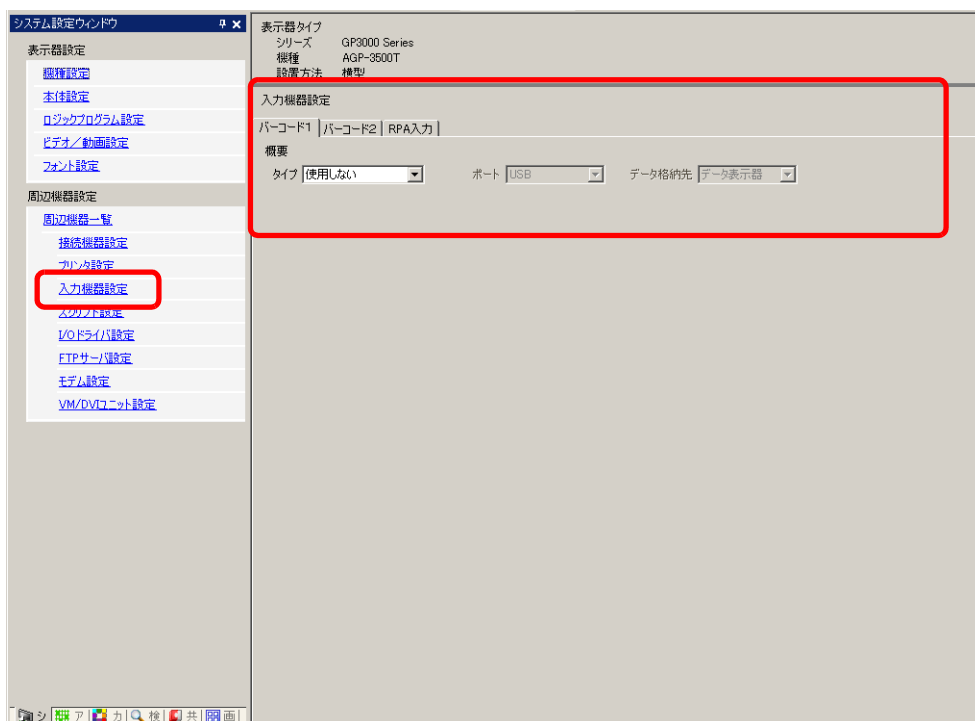 システム設定ウィンドウ
表示器設定
機種設定
本体設定
ロジックプログラム設定
ビデオ／動画設定
フォント設定
周辺機器設定
周辺機器一覧
接続機器設定
プリンタ設定
入力機器設定
スクリプト設定
I/Oドライバ設定
FTPサーバ設定
モデム設定
VM/DVIユニット設定
シ ア カ 検 共 画
表示器タイプ
シリーズ GP3000 Series
機種 AGP-3500T
設置方法 横型
入力機器設定
バーコード1 バーコード2 RPA入力
概要
タイプ 使用しない ポート USB データ格納先 データ表示器